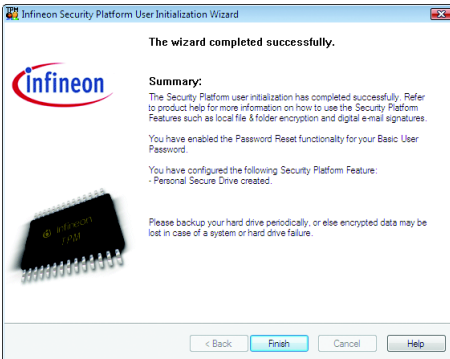 TPM
Infineon Security Platform User Initialization Wizard
The wizard completed successfully.
infineon
Summary:
The Security Platform user initialization has completed successfully. Refer
to product help for more information on how to use the Security Platform
Features such as local file & folder encryption and digital e-mail signatures.
You have enabled the Password Reset functionality for your Basic User
Password.
You have configured the following Security Platform Feature:
- Personal Secure Drive created.
infineon
TPM
Please backup your hard drive periodically, or else encrypted data may be
lost in case of a system or hard drive failure.
< Back
Finish
Cancel
Help